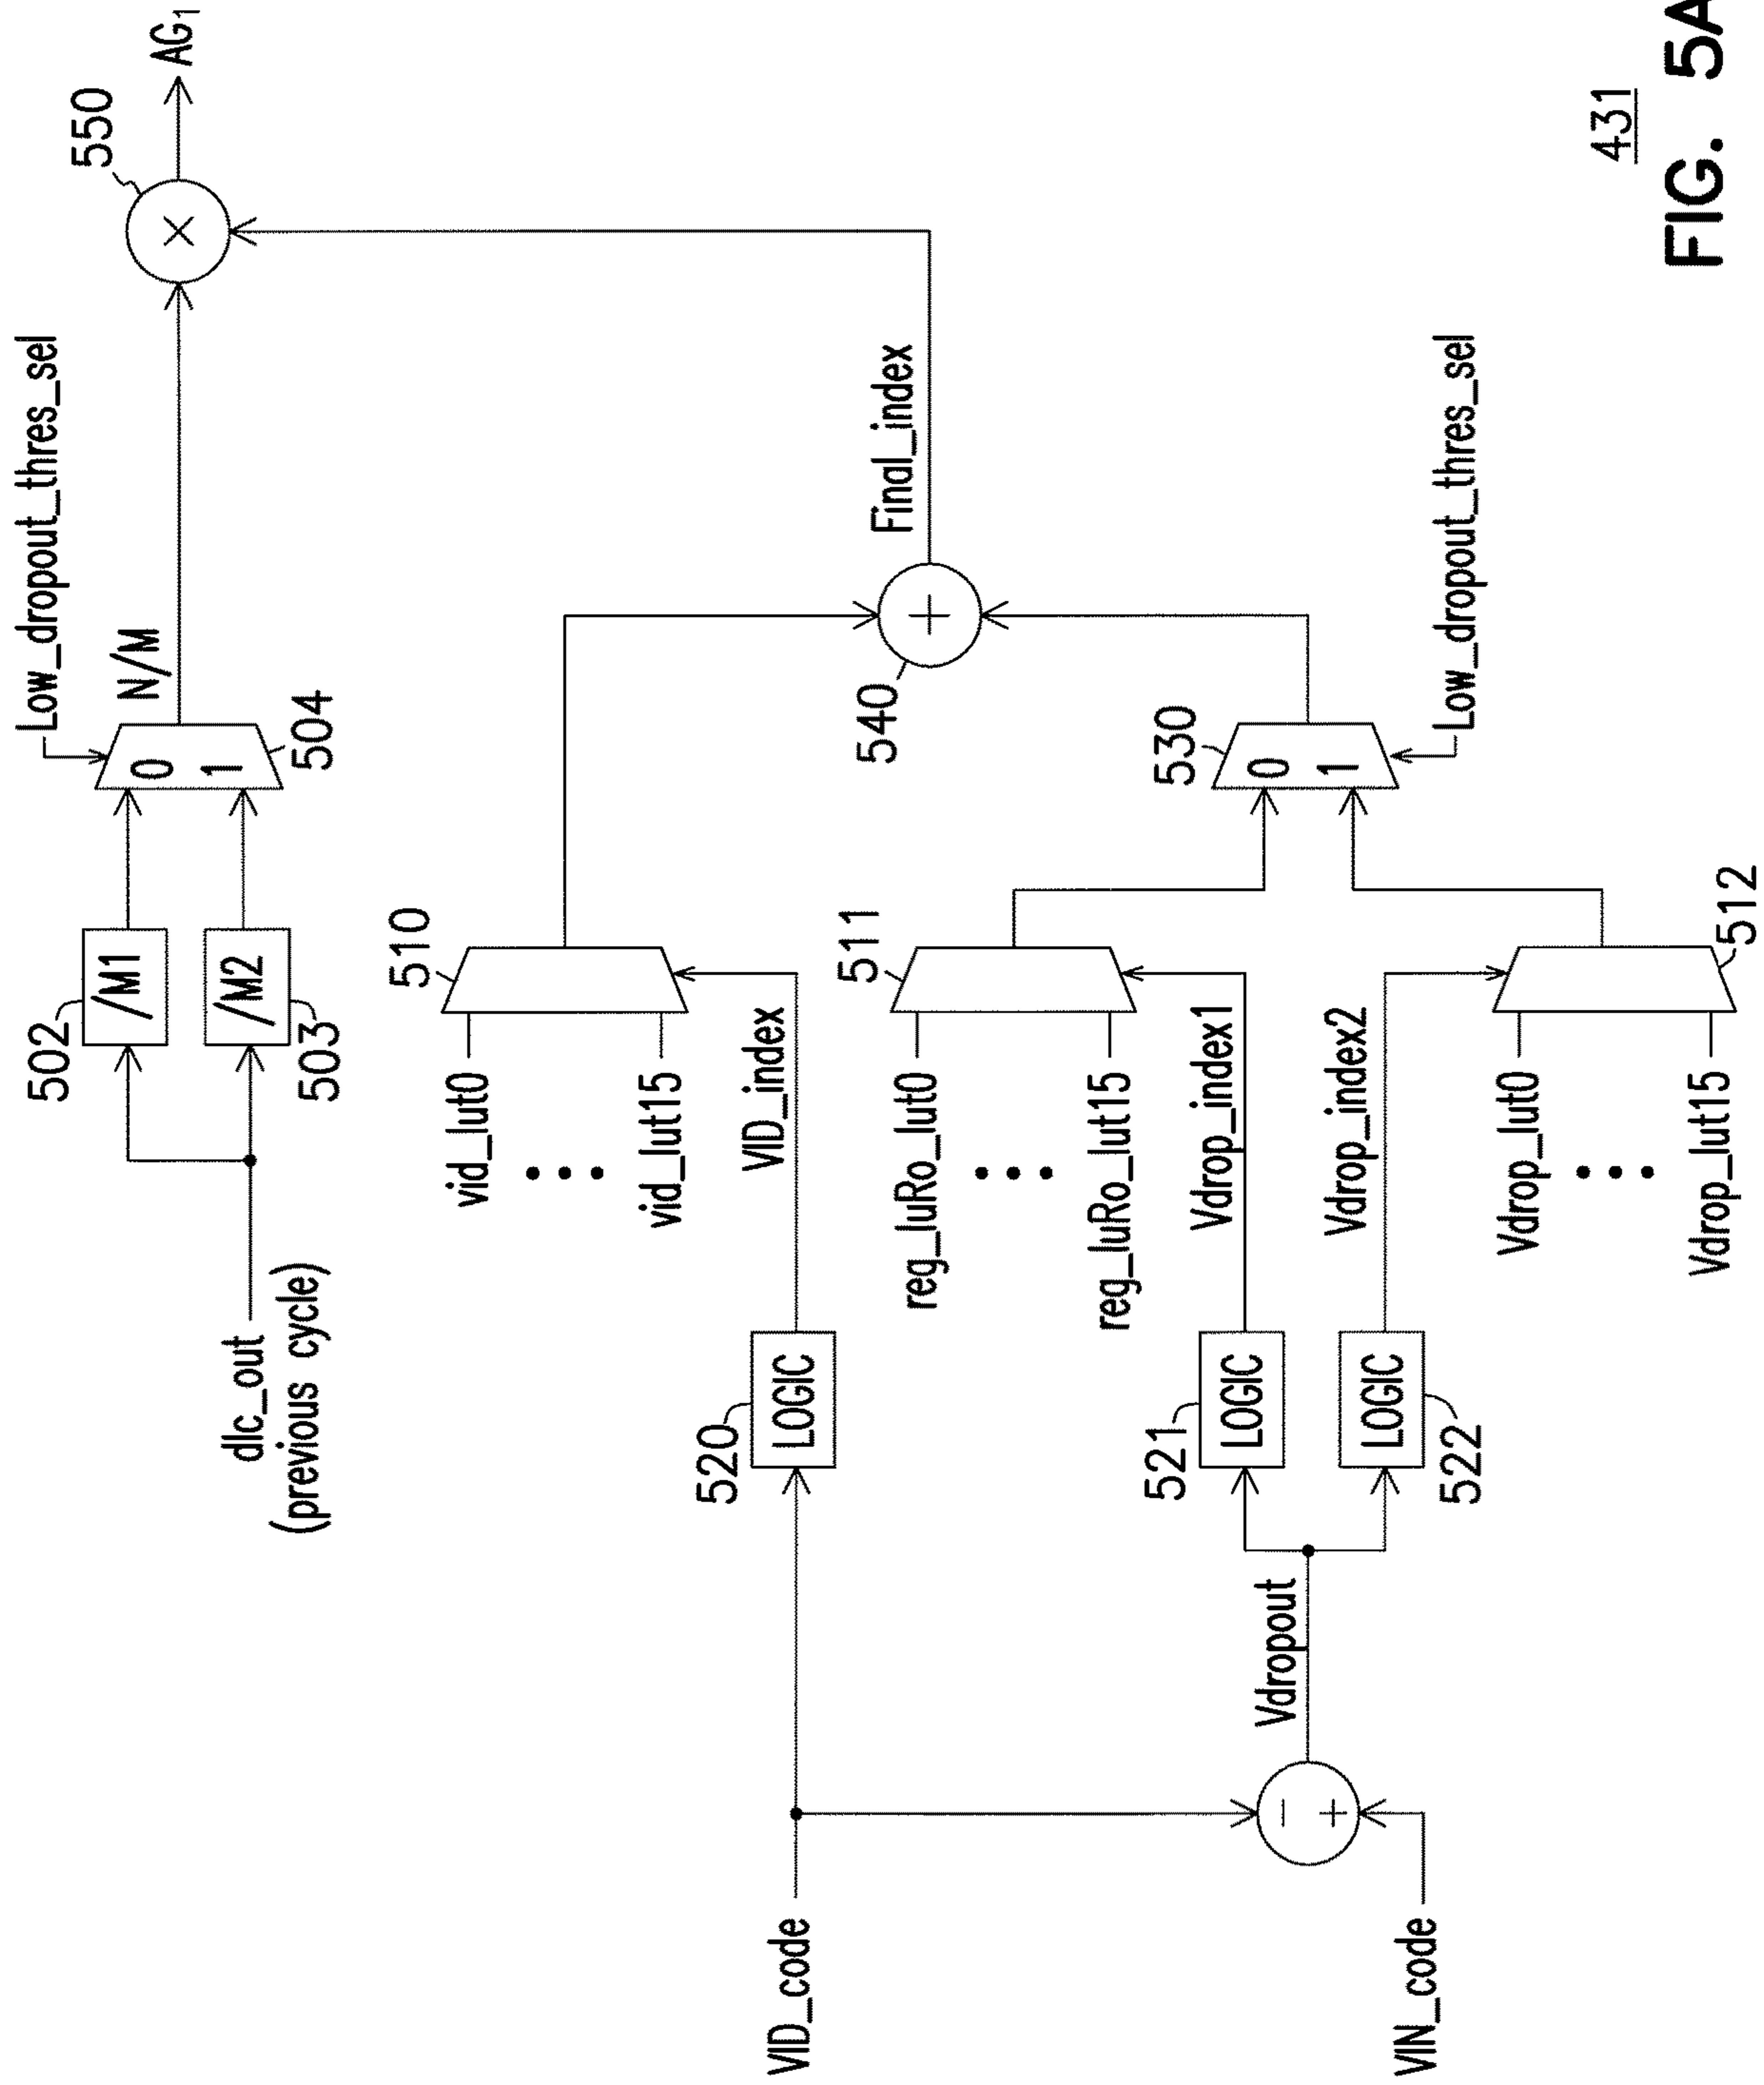 Low_dropout_thres_sel
550
AG₁
502
/M1
/M2
503
0
1
504
N/M
dlc_out
(previous cycle)
510
vid_lut0
vid_lut15
VID_index
520
LOGIC
VID_code
Final_index
540
+
×
511
reg_luRo_lut0
reg_luRo_lut15
Vdrop_index1
521
LOGIC
530
0
1
Low_dropout_thres_sel
Vdropout
−
+
VIN_code
LOGIC
522
Vdrop_index2
Vdrop_lut0
Vdrop_lut15
512
431
FIG. 5A